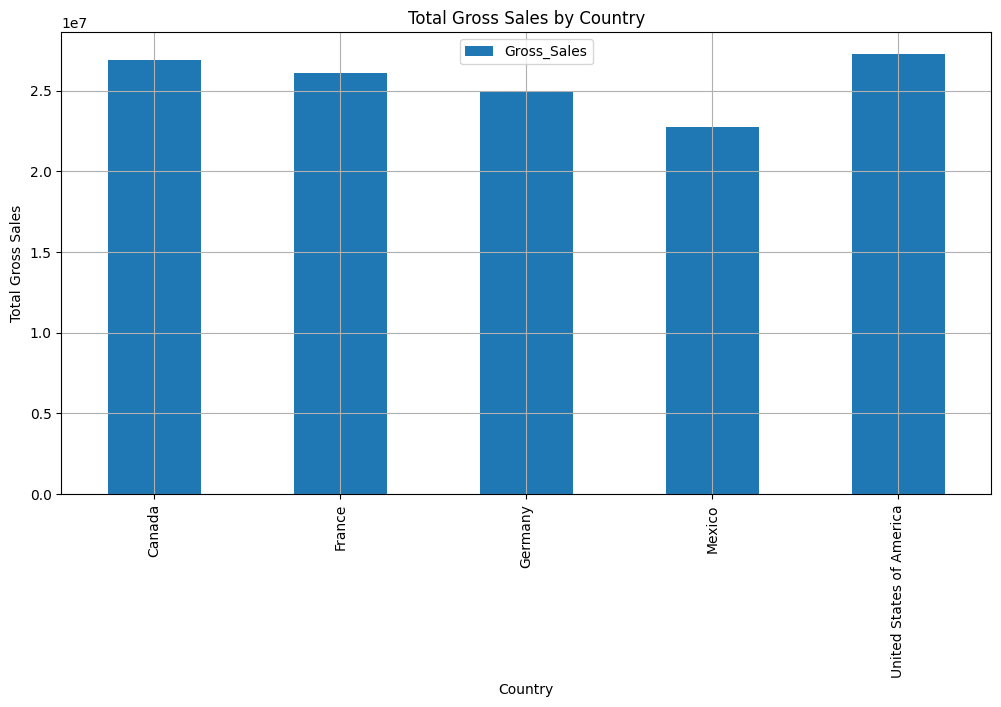 Total Gross Sales by Country
1e7
Gross_Sales
2.5
2.0
1.5
1.0
0.5
0.0
Total Gross Sales
Canada
France
Germany
Mexico
United States of America
Country